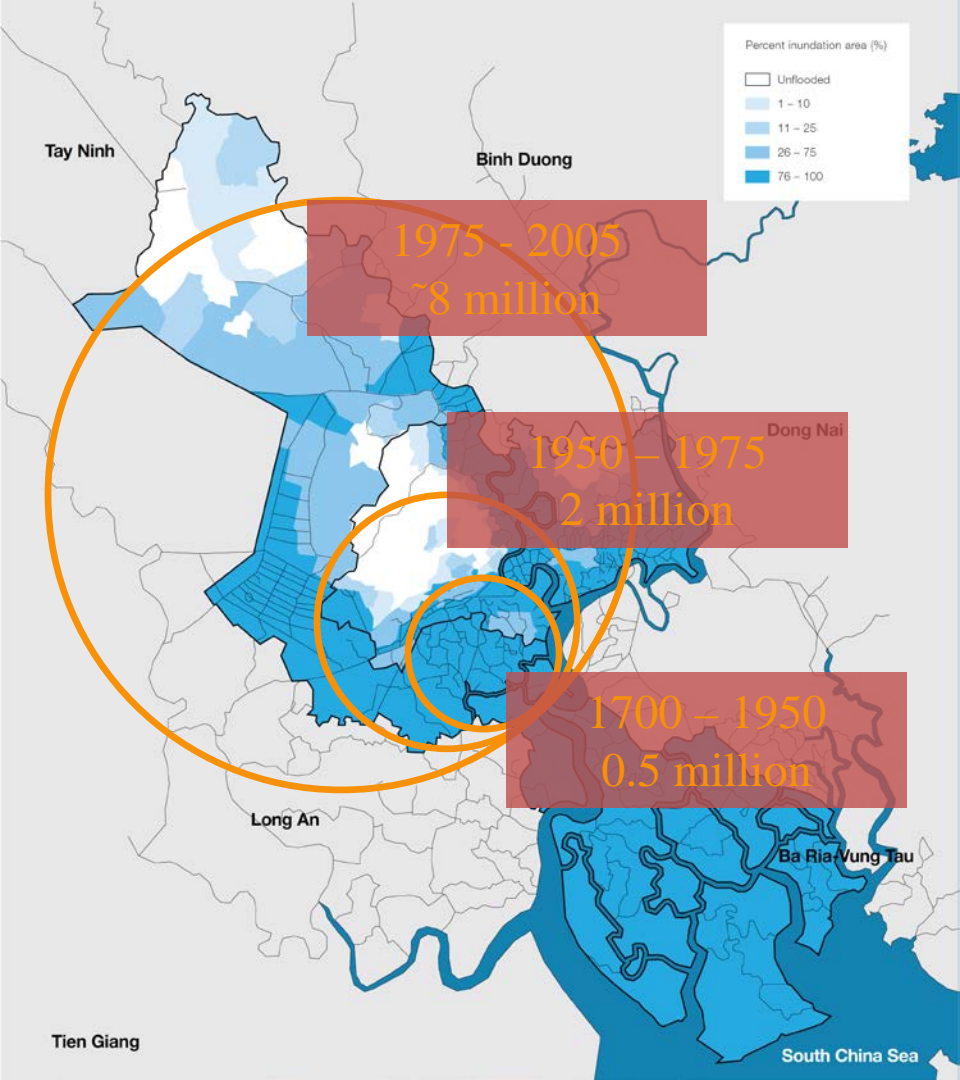 Percent inundation area (%)
Unflooded
1 – 10
11 – 25
26 – 75
76 – 100
Tay Ninh
Binh Duong
1975 - 2005
~8 million
Dong Nai
1950 – 1975
2 million
1700 – 1950
0.5 million
Long An
Ba Ria-Vung Tau
Tien Giang
South China Sea